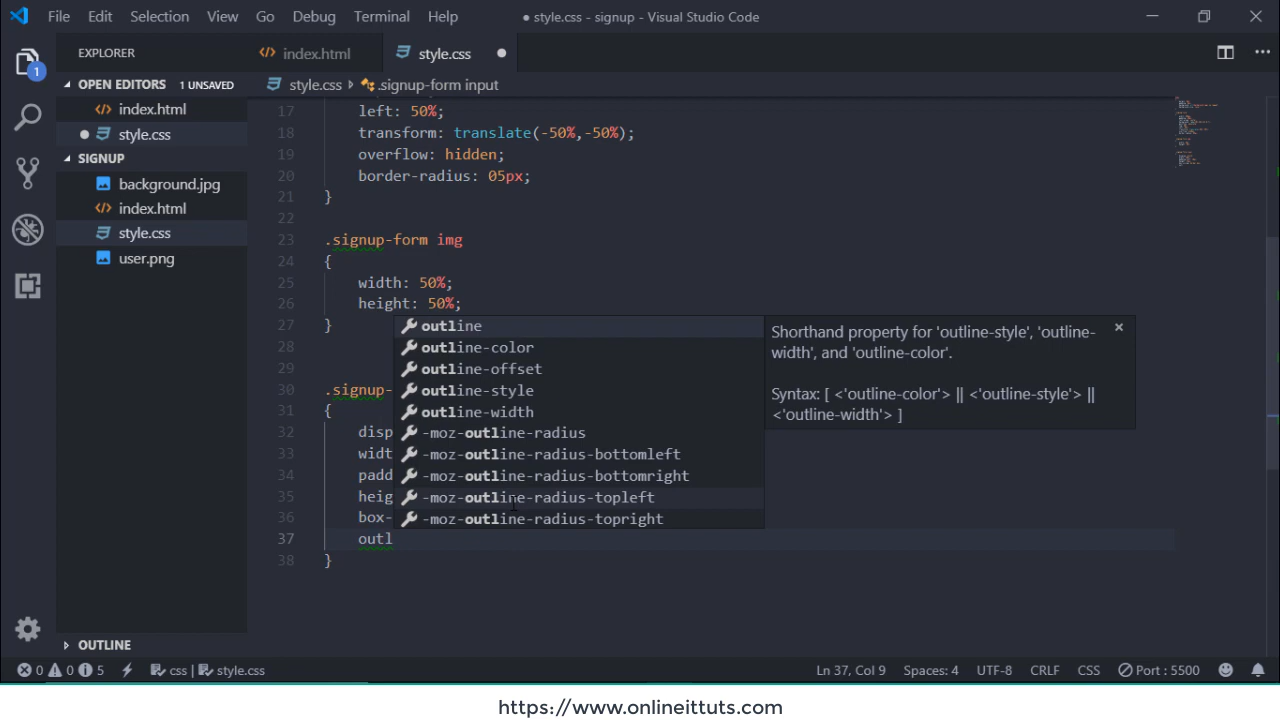 File Edit Selection View Go Debug Terminal Help ● style.css - signup - Visual Studio Code
EXPLORER
index.html
style.css
OPEN EDITORS 1 UNSAVED
index.html
style.css
SIGNUP
background.jpg
index.html
style.css
user.png
OUTLINE
1
style.css .signup-form input
17 left: 50%;
18 transform: translate(-50%,-50%);
19 overflow: hidden;
20 border-radius: 05px;
21 }
22
23 .signup-form img
24 {
25 width: 50%;
26 height: 50%;
27 }
28
29
30 .signup-
31 {
32 disp
33 widt
34 padd
35 heig
36 box-
37 outl
38 }
outline
outline-color
outline-offset
outline-style
outline-width
-moz-outline-radius
-moz-outline-radius-bottomleft
-moz-outline-radius-bottomright
-moz-outline-radius-topleft
-moz-outline-radius-topright
Shorthand property for 'outline-style', 'outline-
width', and 'outline-color'.
Syntax: [ <'outline-color'> || <'outline-style'> ||
<'outline-width'> ]
0 0 5 css | style.css Ln 37, Col 9 Spaces: 4 UTF-8 CRLF CSS Port : 5500
https://www.onlineittuts.com